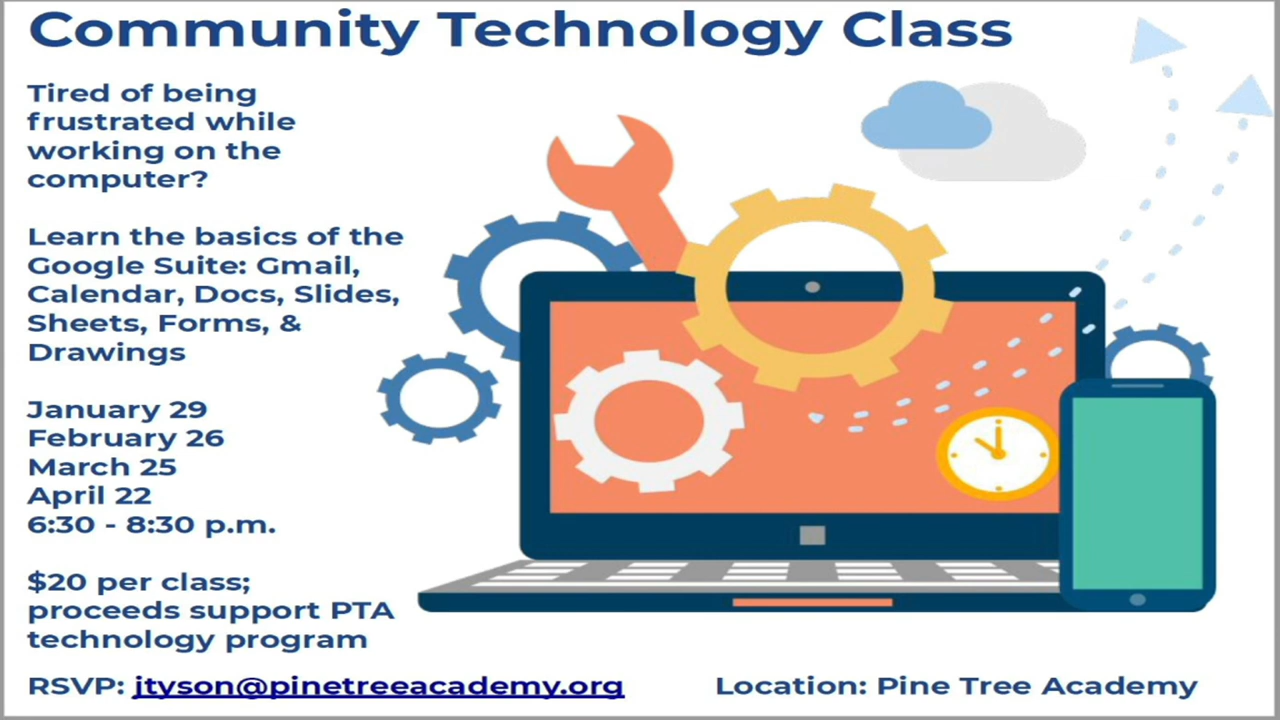 Community Technology Class
Tired of being
frustrated while
working on the
computer?
Learn the basics of the
Google Suite: Gmail,
Calendar, Docs, Slides,
Sheets, Forms, &
Drawings
January 29
February 26
March 25
April 22
6:30 - 8:30 p.m.
$20 per class;
proceeds support PTA
technology program
RSVP: jtyson@pinetreeacademy.org
Location: Pine Tree Academy